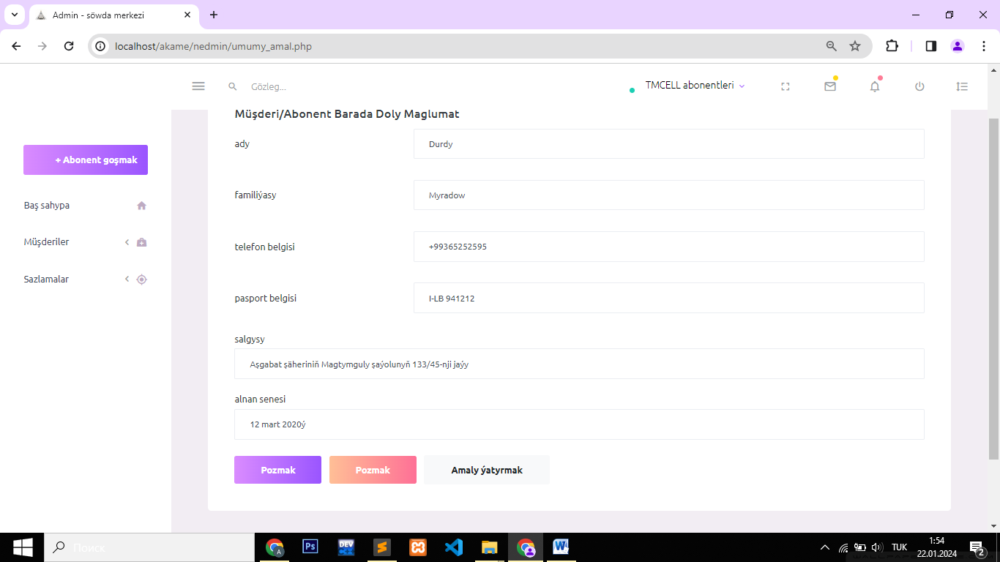 Admin - söwda merkezi
localhost/akame/nedmin/umumy_amal.php
Gözleg...
TMCELL abonentleri
+ Abonent goşmak
Baş sahypa
Müşderiler
Sazlamalar
Müşderi/Abonent Barada Doly Maglumat
ady
Durdy
familiýasy
Myradow
telefon belgisi
+99365252595
pasport belgisi
I-LB 941212
salgysy
Aşgabat şäheriniň Magtymguly şaýolunyň 133/45-nji jaýy
alnan senesi
12 mart 2020ý
Pozmak
Pozmak
Amaly ýatyrmak
Поиск
A
Ps
DEV
C++
TUK
1:54
22.01.2024
2